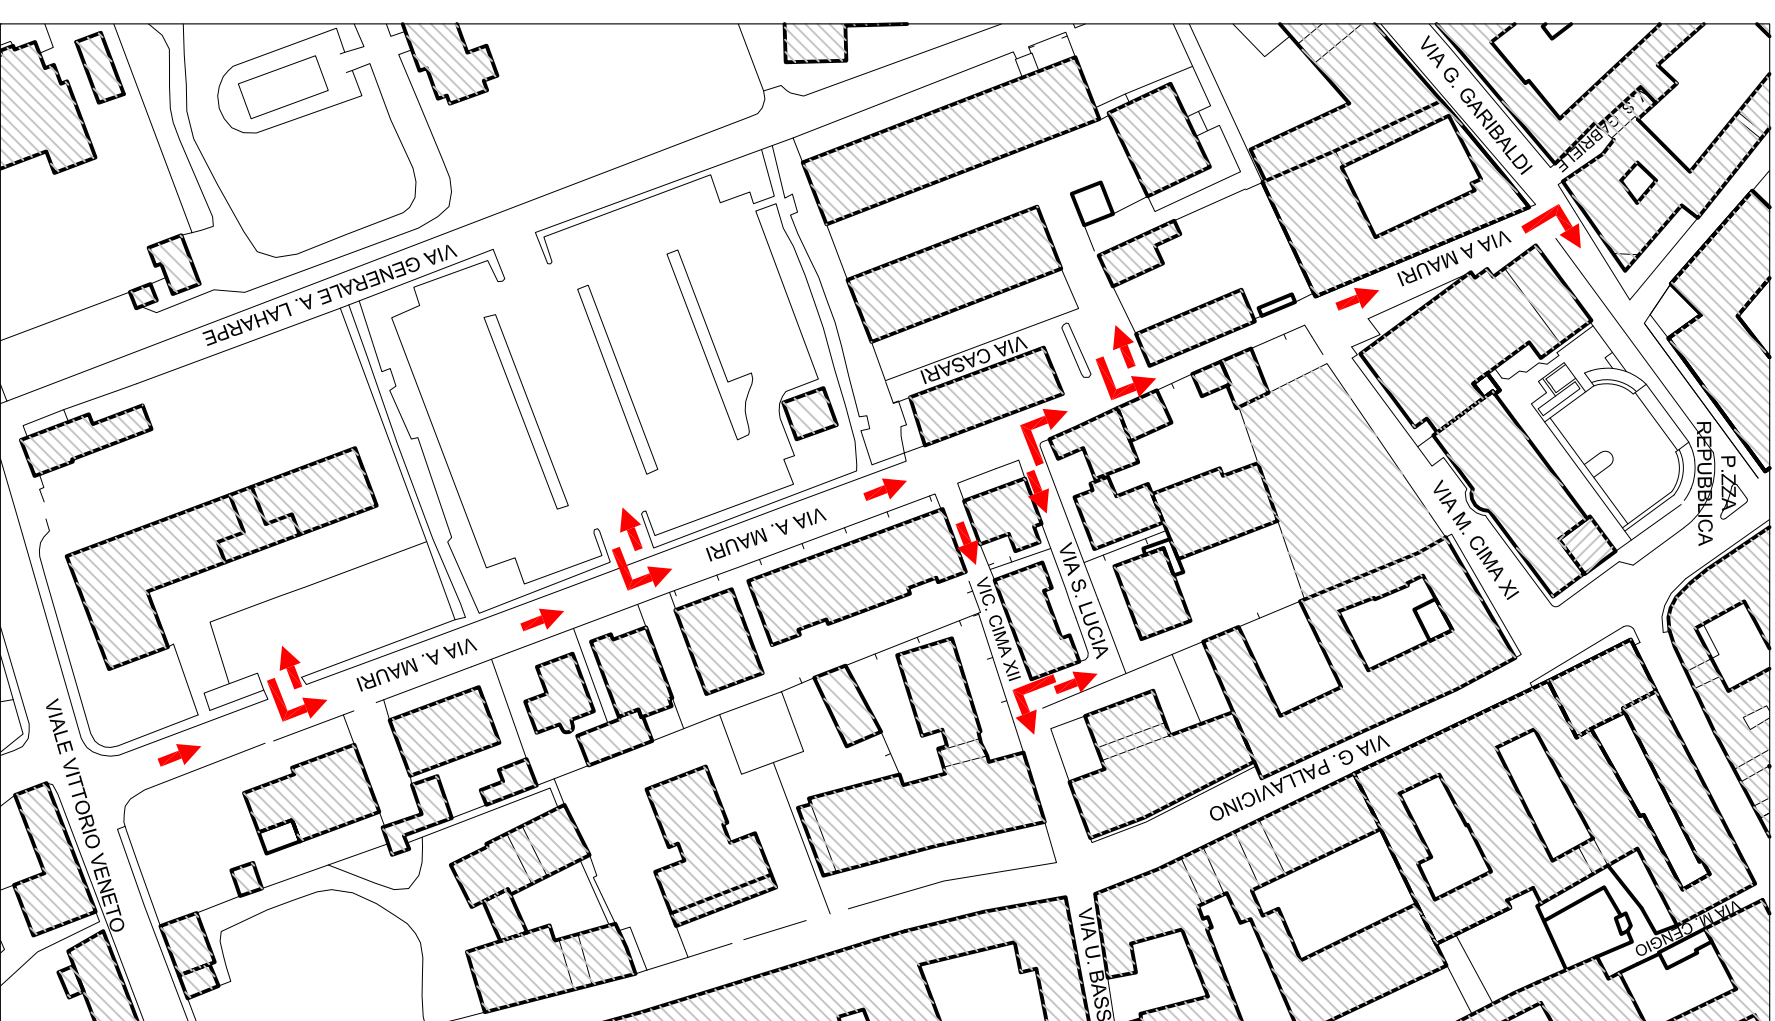 VIA G. GARIBALDI
V. S. GABRIELE
VIA GENERALE A. LAHARPE
VIA A MAURI
VIA CASARI
P.ZZA
REPUBBLICA
VIA A. MAURI
VIA M. CIMA XI
VIA S. LUCIA
VIC. CIMA XII
VIA A. MAURI
VIALE VITTORIO VENETO
VIA G. PALLAVICINO
VIA U. BASS
VIA M.
CENGIO